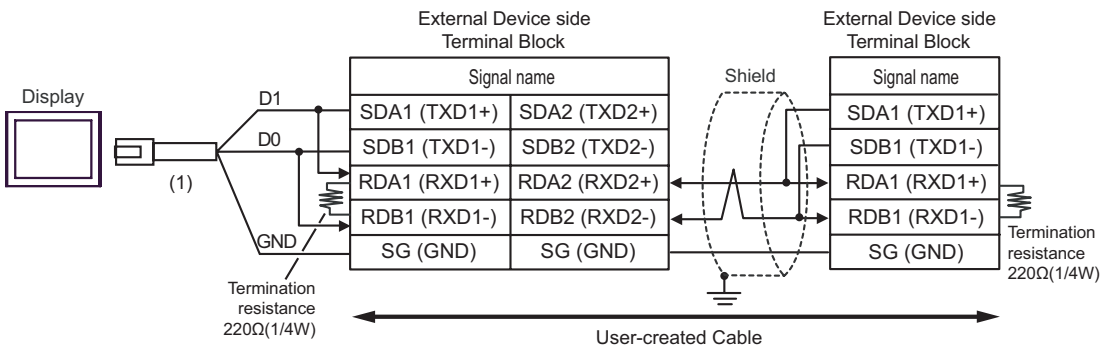 External Device side
Terminal Block
External Device side
Terminal Block
Display
(1)
D1
D0
GND
Signal name
SDA1 (TXD1+) SDA2 (TXD2+)
SDB1 (TXD1-) SDB2 (TXD2-)
RDA1 (RXD1+) RDA2 (RXD2+)
RDB1 (RXD1-) RDB2 (RXD2-)
SG (GND) SG (GND)
Shield
Signal name
SDA1 (TXD1+)
SDB1 (TXD1-)
RDA1 (RXD1+)
RDB1 (RXD1-)
SG (GND)
Termination
resistance
220Ω(1/4W)
Termination
resistance
220Ω(1/4W)
User-created Cable